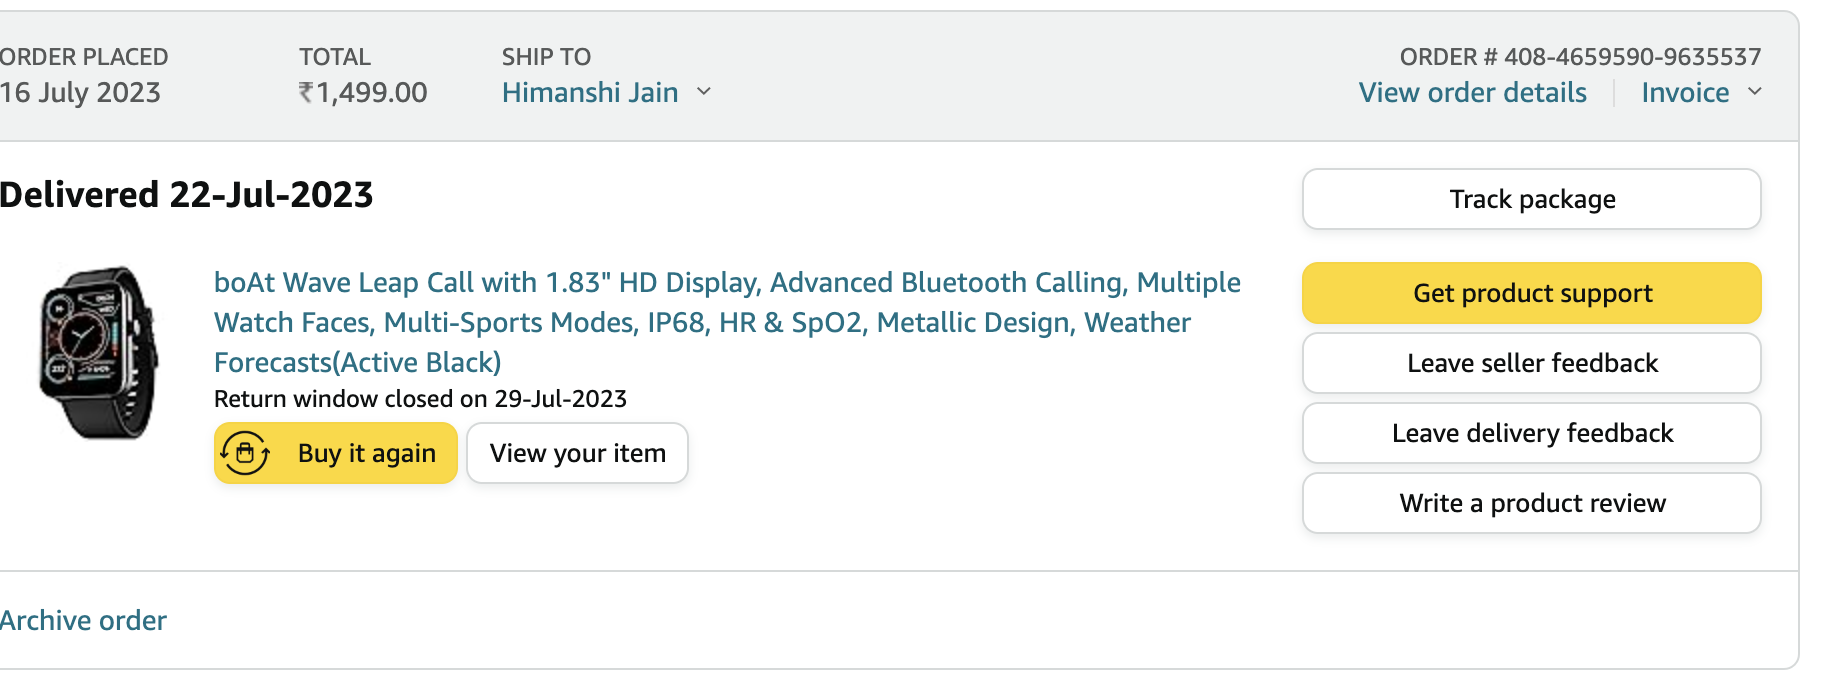 ORDER PLACED
16 July 2023
TOTAL
₹1,499.00
SHIP TO
Himanshi Jain
ORDER # 408-4659590-9635537
View order details
Invoice
Delivered 22-Jul-2023
boAt Wave Leap Call with 1.83" HD Display, Advanced Bluetooth Calling, Multiple
Watch Faces, Multi-Sports Modes, IP68, HR & SpO2, Metallic Design, Weather
Forecasts(Active Black)
Return window closed on 29-Jul-2023
Buy it again
View your item
Track package
Get product support
Leave seller feedback
Leave delivery feedback
Write a product review
Archive order